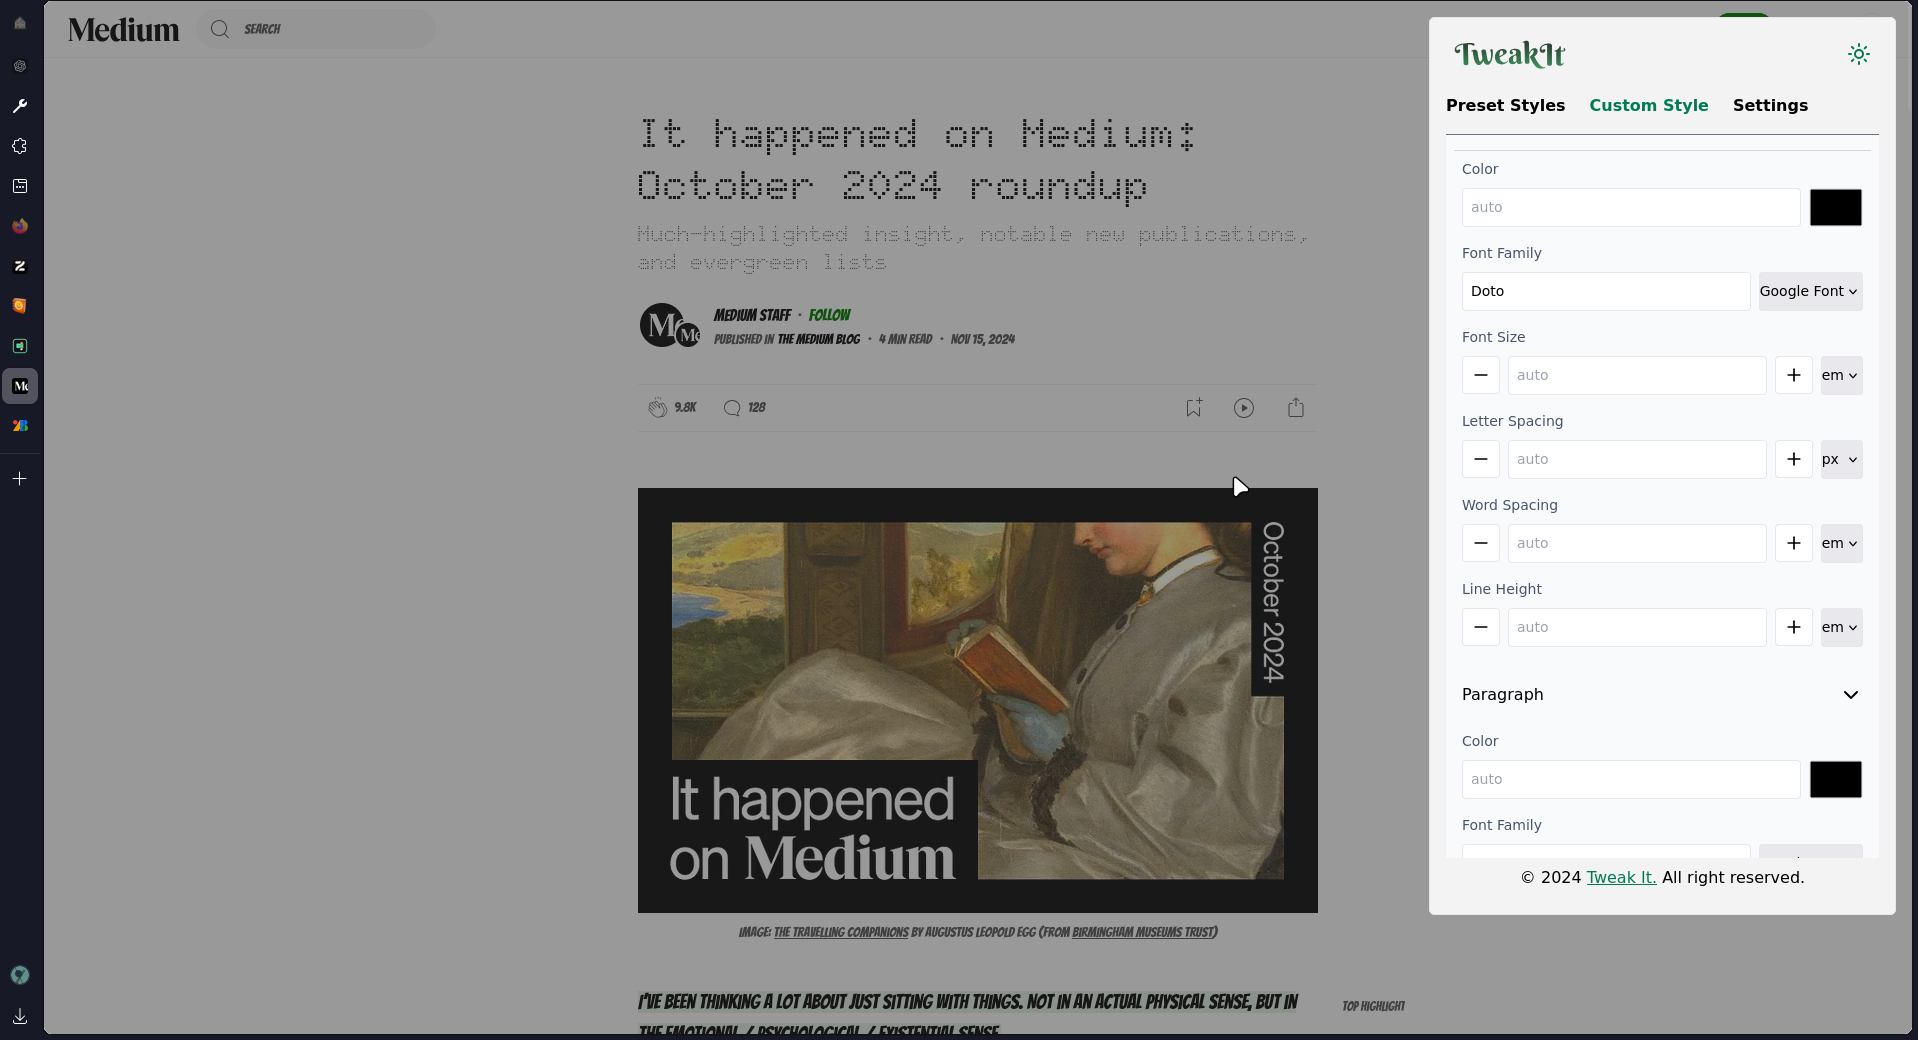 Medium
SEARCH
It happened on Medium:
October 2024 roundup
Much-highlighted insight, notable new publications,
and evergreen lists
MEDIUM STAFF · FOLLOW
PUBLISHED IN THE MEDIUM BLOG · 4 MIN READ · NOV 15, 2024
9.8K
128
October 2024
It happened
on Medium
IMAGE: THE TRAVELLING COMPANIONS BY AUGUSTUS LEOPOLD EGG (FROM BIRMINGHAM MUSEUMS TRUST)
I'VE BEEN THINKING A LOT ABOUT JUST SITTING WITH THINGS. NOT IN AN ACTUAL PHYSICAL SENSE, BUT IN
THE EMOTIONAL / PSYCHOLOGICAL / EXISTENTIAL SENSE
TOP HIGHLIGHT
TweakIt
Preset Styles Custom Style Settings
Color
auto
Font Family
Doto Google Font
Font Size
auto em
Letter Spacing
auto px
Word Spacing
auto em
Line Height
auto em
Paragraph
Color
auto
Font Family
© 2024 Tweak It. All right reserved.